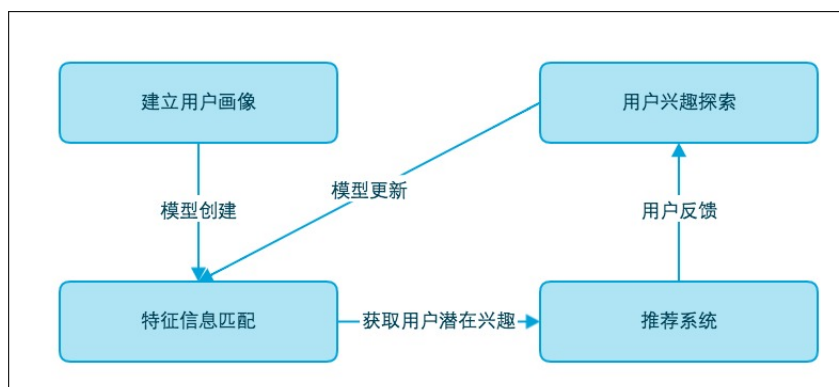 建立用户画像
用户兴趣探索
模型更新
模型创建
用户反馈
特征信息匹配
获取用户潜在兴趣
推荐系统